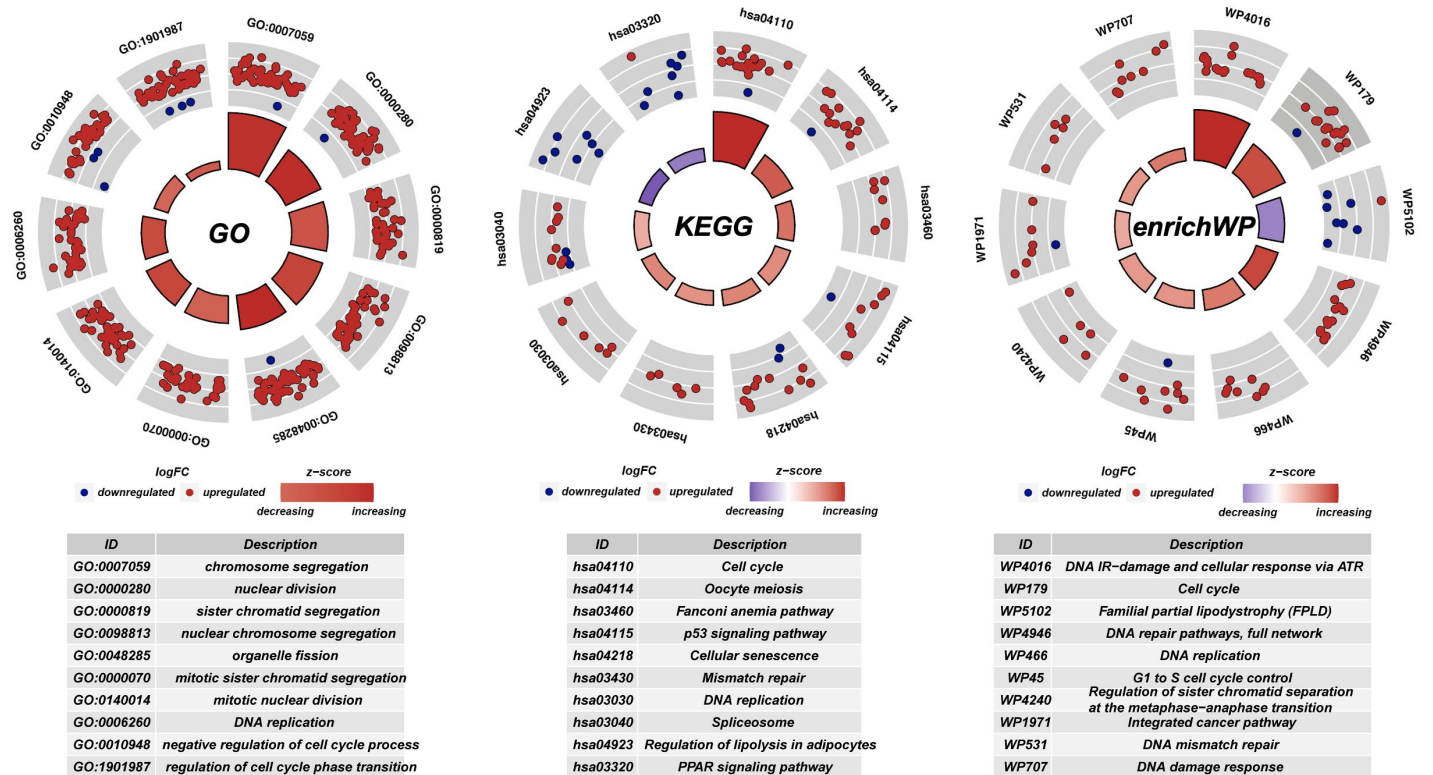 GO:0007059
GO:0000280
GO:0000819
GO:0098813
GO:0048285
GO:0000070
GO:0140014
GO:0006260
GO:0010948
GO:1901987
GO
logFC
z−score
downregulated
upregulated
decreasing
increasing
hsa04110
hsa04114
hsa03460
hsa04115
hsa04218
hsa03430
hsa03030
hsa03040
hsa04923
hsa03320
KEGG
logFC
z−score
downregulated
upregulated
decreasing
increasing
WP4016
WP179
WP5102
WP4946
WP466
WP45
WP4240
WP1971
WP531
WP707
enrichWP
logFC
z−score
downregulated
upregulated
decreasing
increasing
ID Description
GO:0007059 chromosome segregation
GO:0000280 nuclear division
GO:0000819 sister chromatid segregation
GO:0098813 nuclear chromosome segregation
GO:0048285 organelle fission
GO:0000070 mitotic sister chromatid segregation
GO:0140014 mitotic nuclear division
GO:0006260 DNA replication
GO:0010948 negative regulation of cell cycle process
GO:1901987 regulation of cell cycle phase transition
ID Description
hsa04110 Cell cycle
hsa04114 Oocyte meiosis
hsa03460 Fanconi anemia pathway
hsa04115 p53 signaling pathway
hsa04218 Cellular senescence
hsa03430 Mismatch repair
hsa03030 DNA replication
hsa03040 Spliceosome
hsa04923 Regulation of lipolysis in adipocytes
hsa03320 PPAR signaling pathway
ID Description
WP4016 DNA IR−damage and cellular response via ATR
WP179 Cell cycle
WP5102 Familial partial lipodystrophy (FPLD)
WP4946 DNA repair pathways, full network
WP466 DNA replication
WP45 G1 to S cell cycle control
WP4240 Regulation of sister chromatid separation
at the metaphase−anaphase transition
WP1971 Integrated cancer pathway
WP531 DNA mismatch repair
WP707 DNA damage response